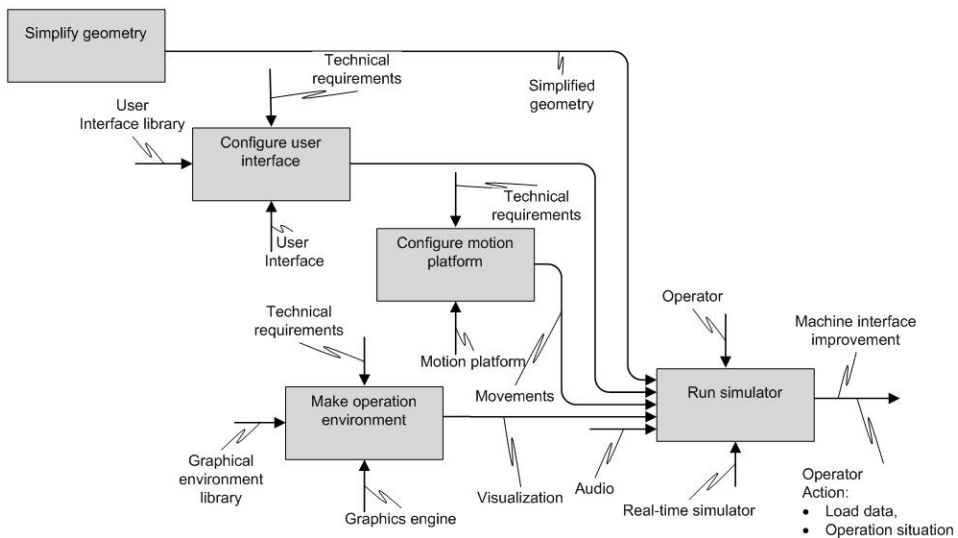 Simplify geometry
Technical
requirements
Simplified
geometry
User
Interface library
Configure user
interface
User
Interface
Technical
requirements
Configure motion
platform
Motion platform
Movements
Technical
requirements
Make operation
environment
Graphical
environment
library
Graphics engine
Visualization
Audio
Operator
Run simulator
Real-time simulator
Machine interface
improvement
Operator
Action:
• Load data,
• Operation situation